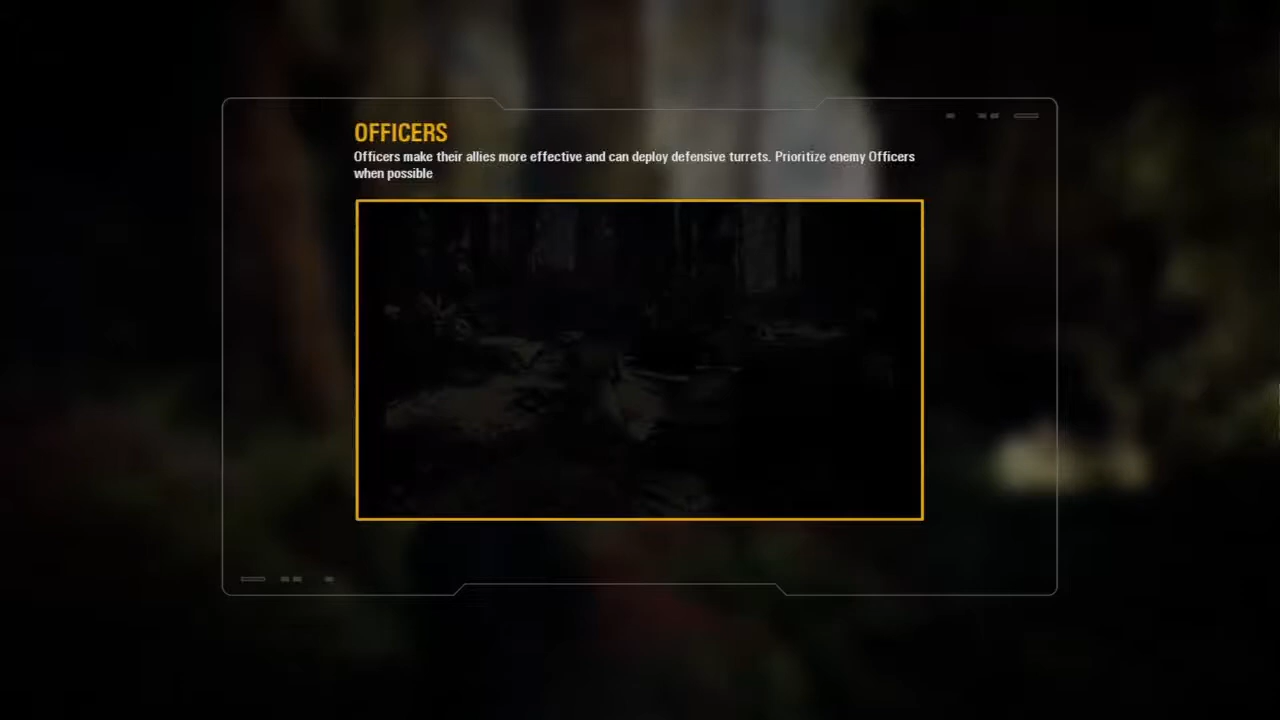 OFFICERS
Officers make their allies more effective and can deploy defensive turrets. Prioritize enemy Officers
when possible